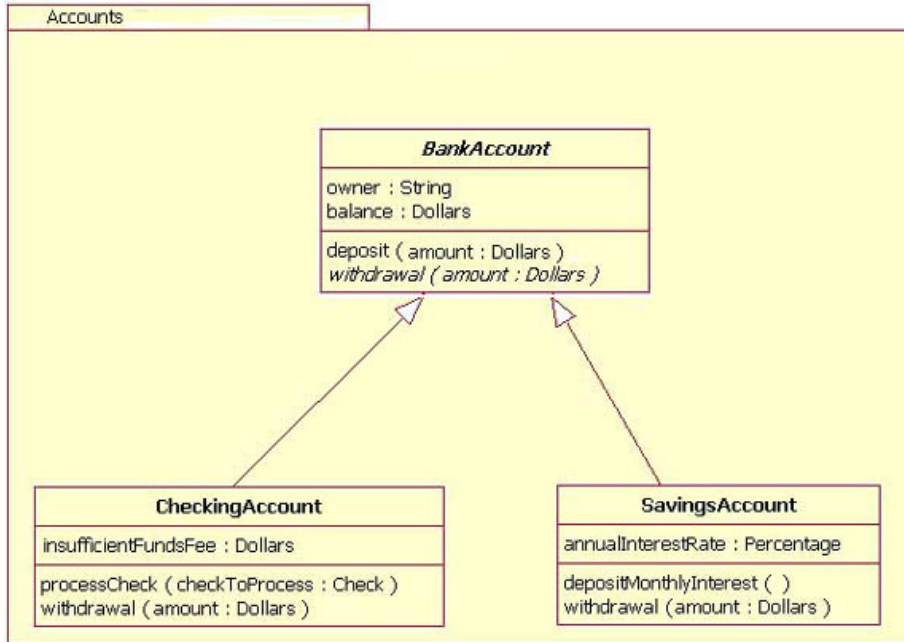 Accounts
BankAccount
owner : String
balance : Dollars
deposit ( amount : Dollars )
withdrawal ( amount : Dollars )
CheckingAccount
insufficientFundsFee : Dollars
processCheck ( checkToProcess : Check )
withdrawal ( amount : Dollars )
SavingsAccount
annualInterestRate : Percentage
depositMonthlyInterest ( )
withdrawal ( amount : Dollars )